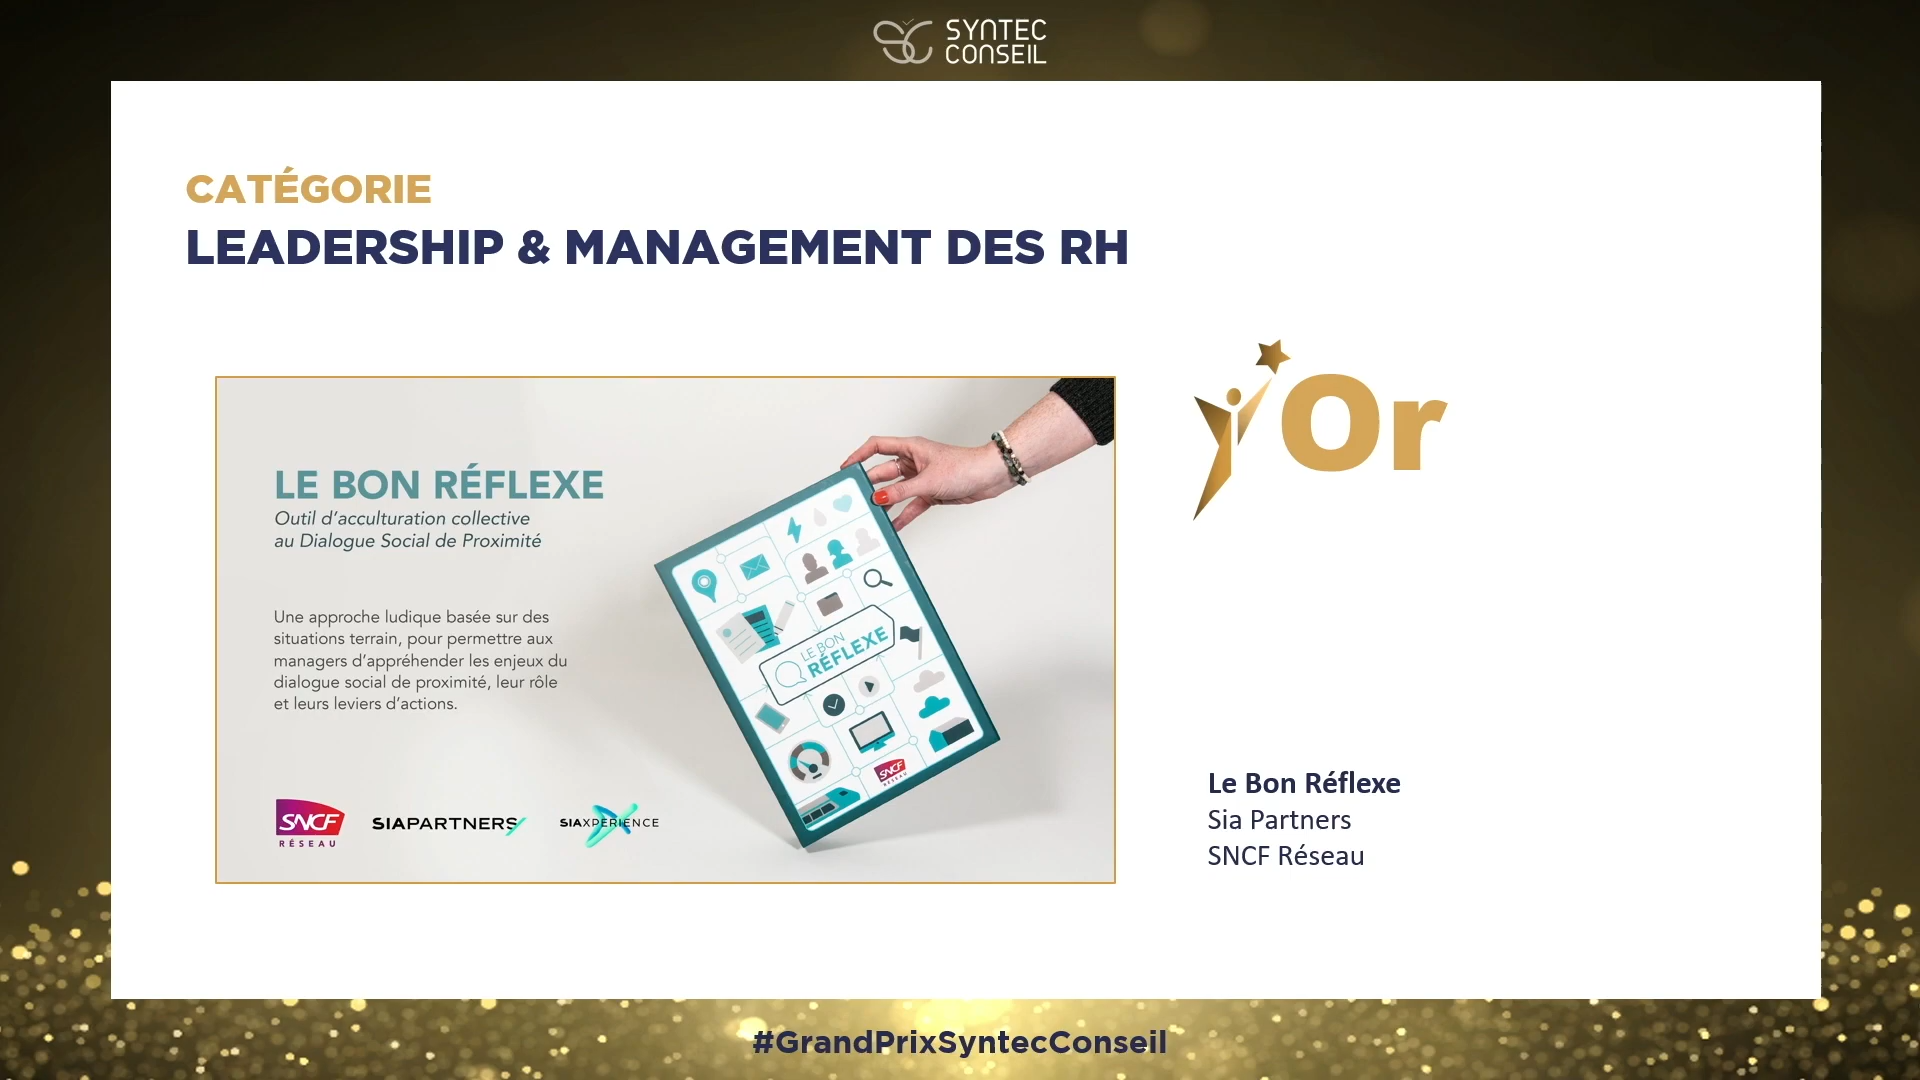 SYNTEC
CONSEIL
CATÉGORIE
LEADERSHIP & MANAGEMENT DES RH
Or
LE BON RÉFLEXE
Outil d’acculturation collective
au Dialogue Social de Proximité
Une approche ludique basée sur des
situations terrain, pour permettre aux
managers d’appréhender les enjeux du
dialogue social de proximité, leur rôle
et leurs leviers d’actions.
LE BON
RÉFLEXE
SNCF
RÉSEAU
SNCF
RÉSEAU
SIAPARTNERS
SIAXPERIENCE
Le Bon Réflexe
Sia Partners
SNCF Réseau
#GrandPrixSyntecConseil